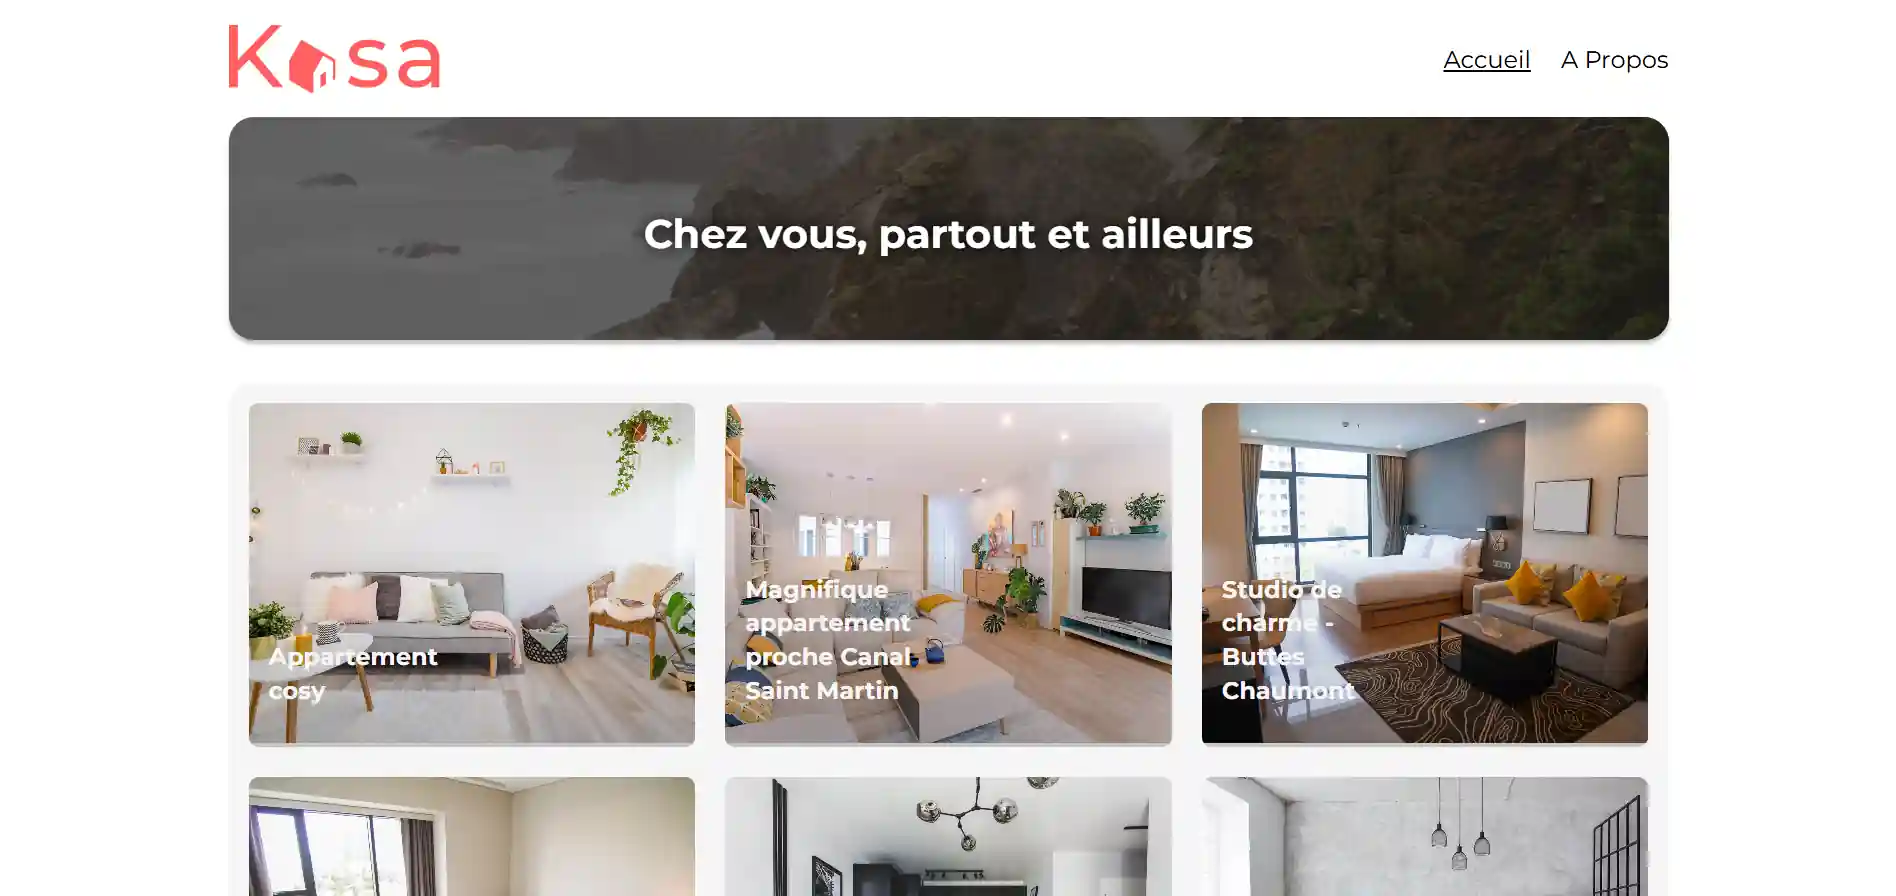 Kasa
Accueil
A Propos
Chez vous, partout et ailleurs
Appartement
cosy
Magnifique
appartement
proche Canal
Saint Martin
Studio de
charme -
Buttes
Chaumont